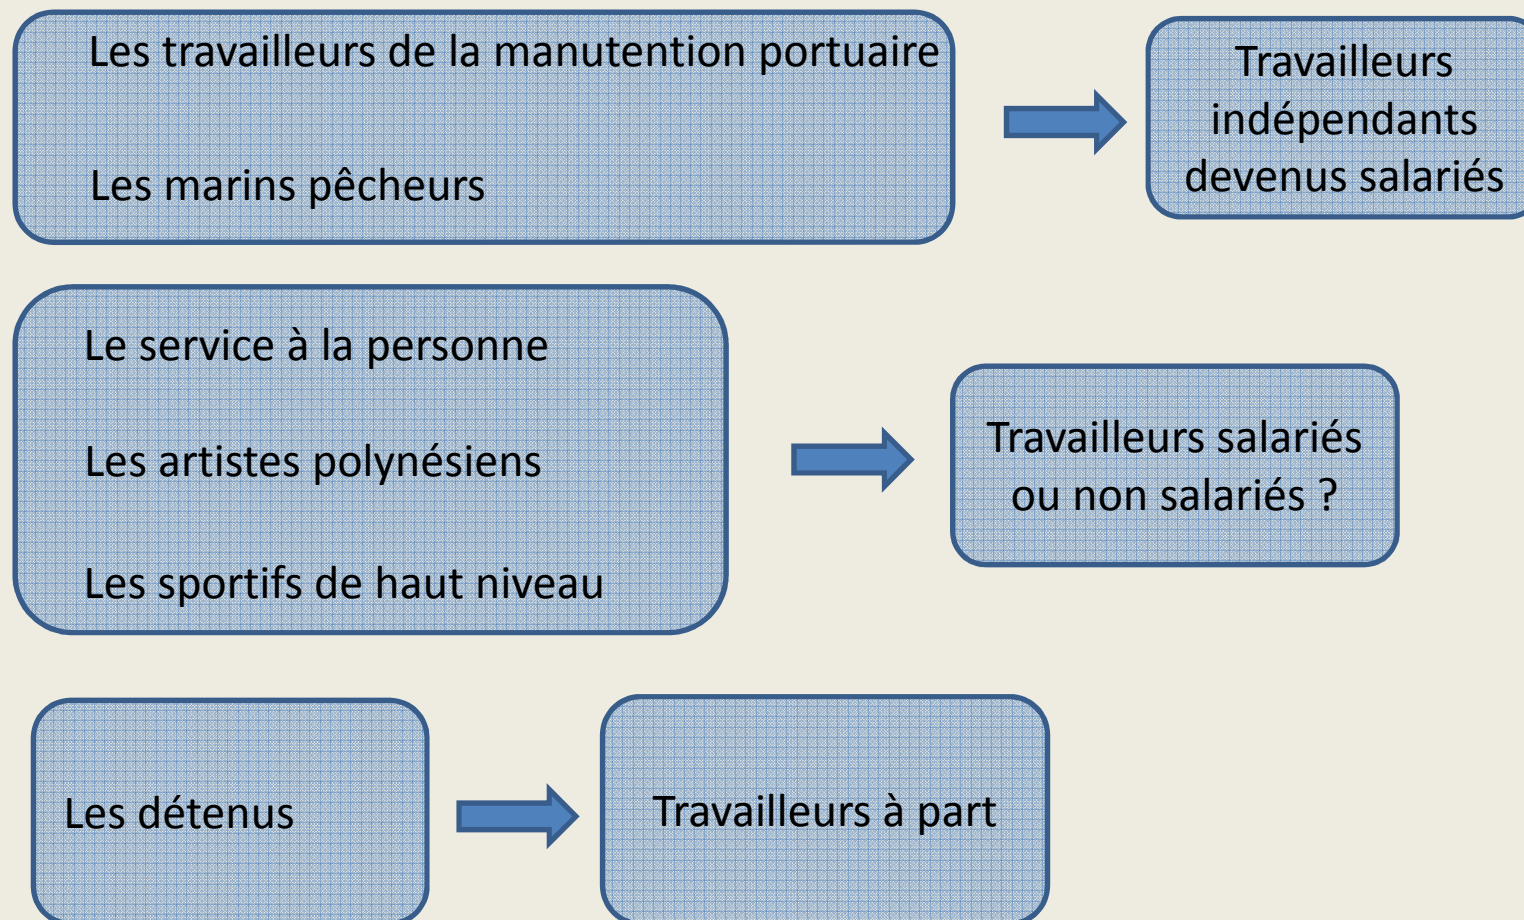 Les travailleurs de la manutention portuaire
Les marins pêcheurs
Travailleurs
indépendants
devenus salariés
Le service à la personne
Les artistes polynésiens
Les sportifs de haut niveau
Travailleurs salariés
ou non salariés ?
Les détenus
Travailleurs à part